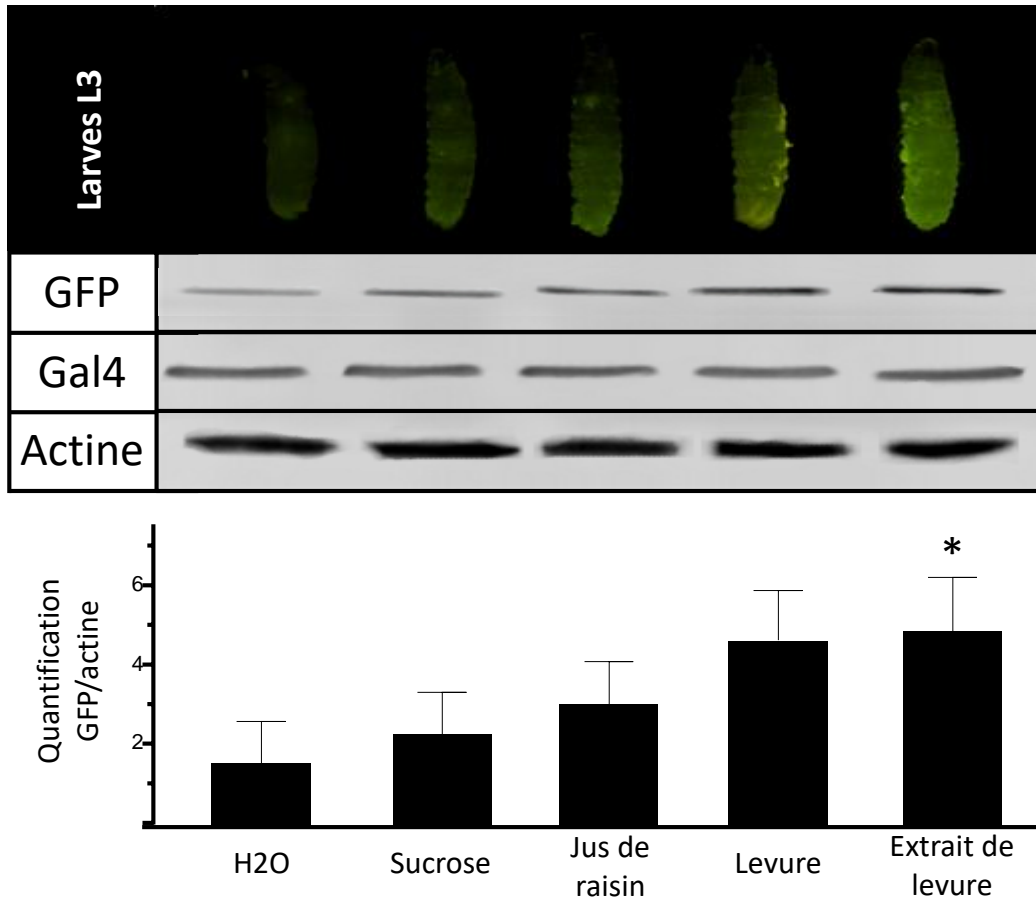 Larves L3
GFP
Gal4
Actine
Quantification
GFP/actine
6
4
2
*
H2O
Sucrose
Jus de
raisin
Levure
Extrait de
levure